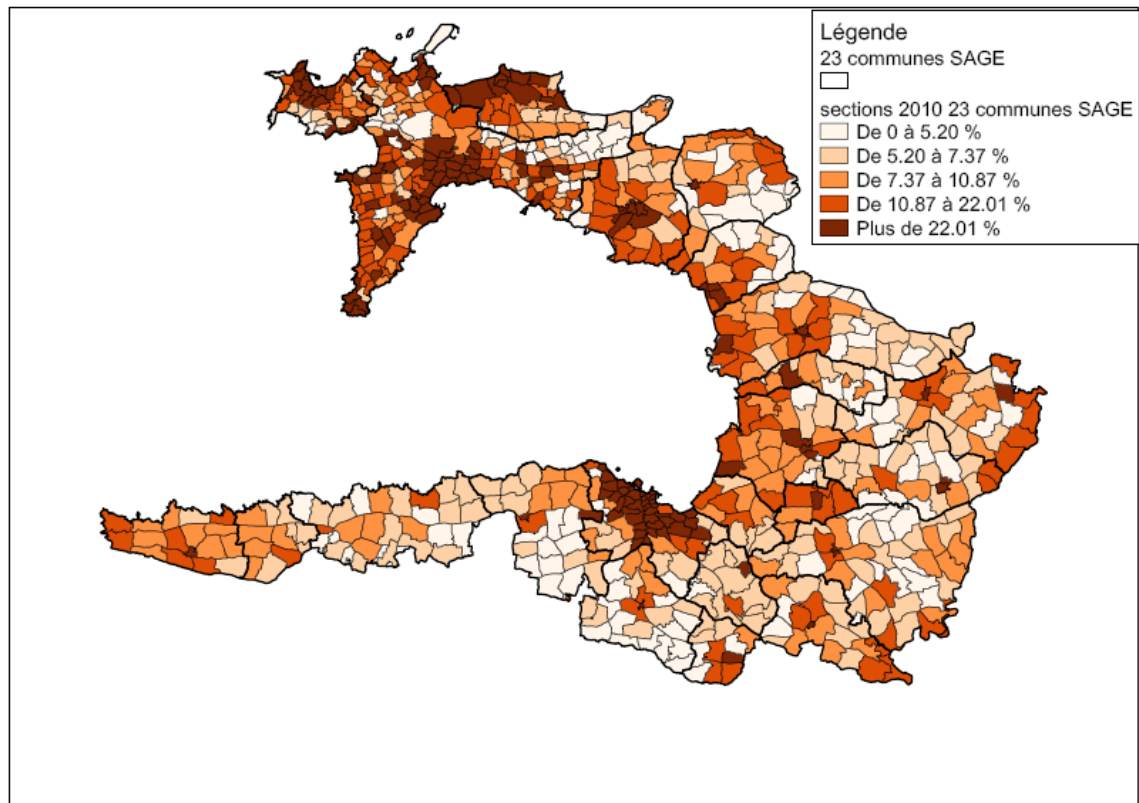 Légende
23 communes SAGE
sections 2010 23 communes SAGE
De 0 à 5.20 %
De 5.20 à 7.37 %
De 7.37 à 10.87 %
De 10.87 à 22.01 %
Plus de 22.01 %